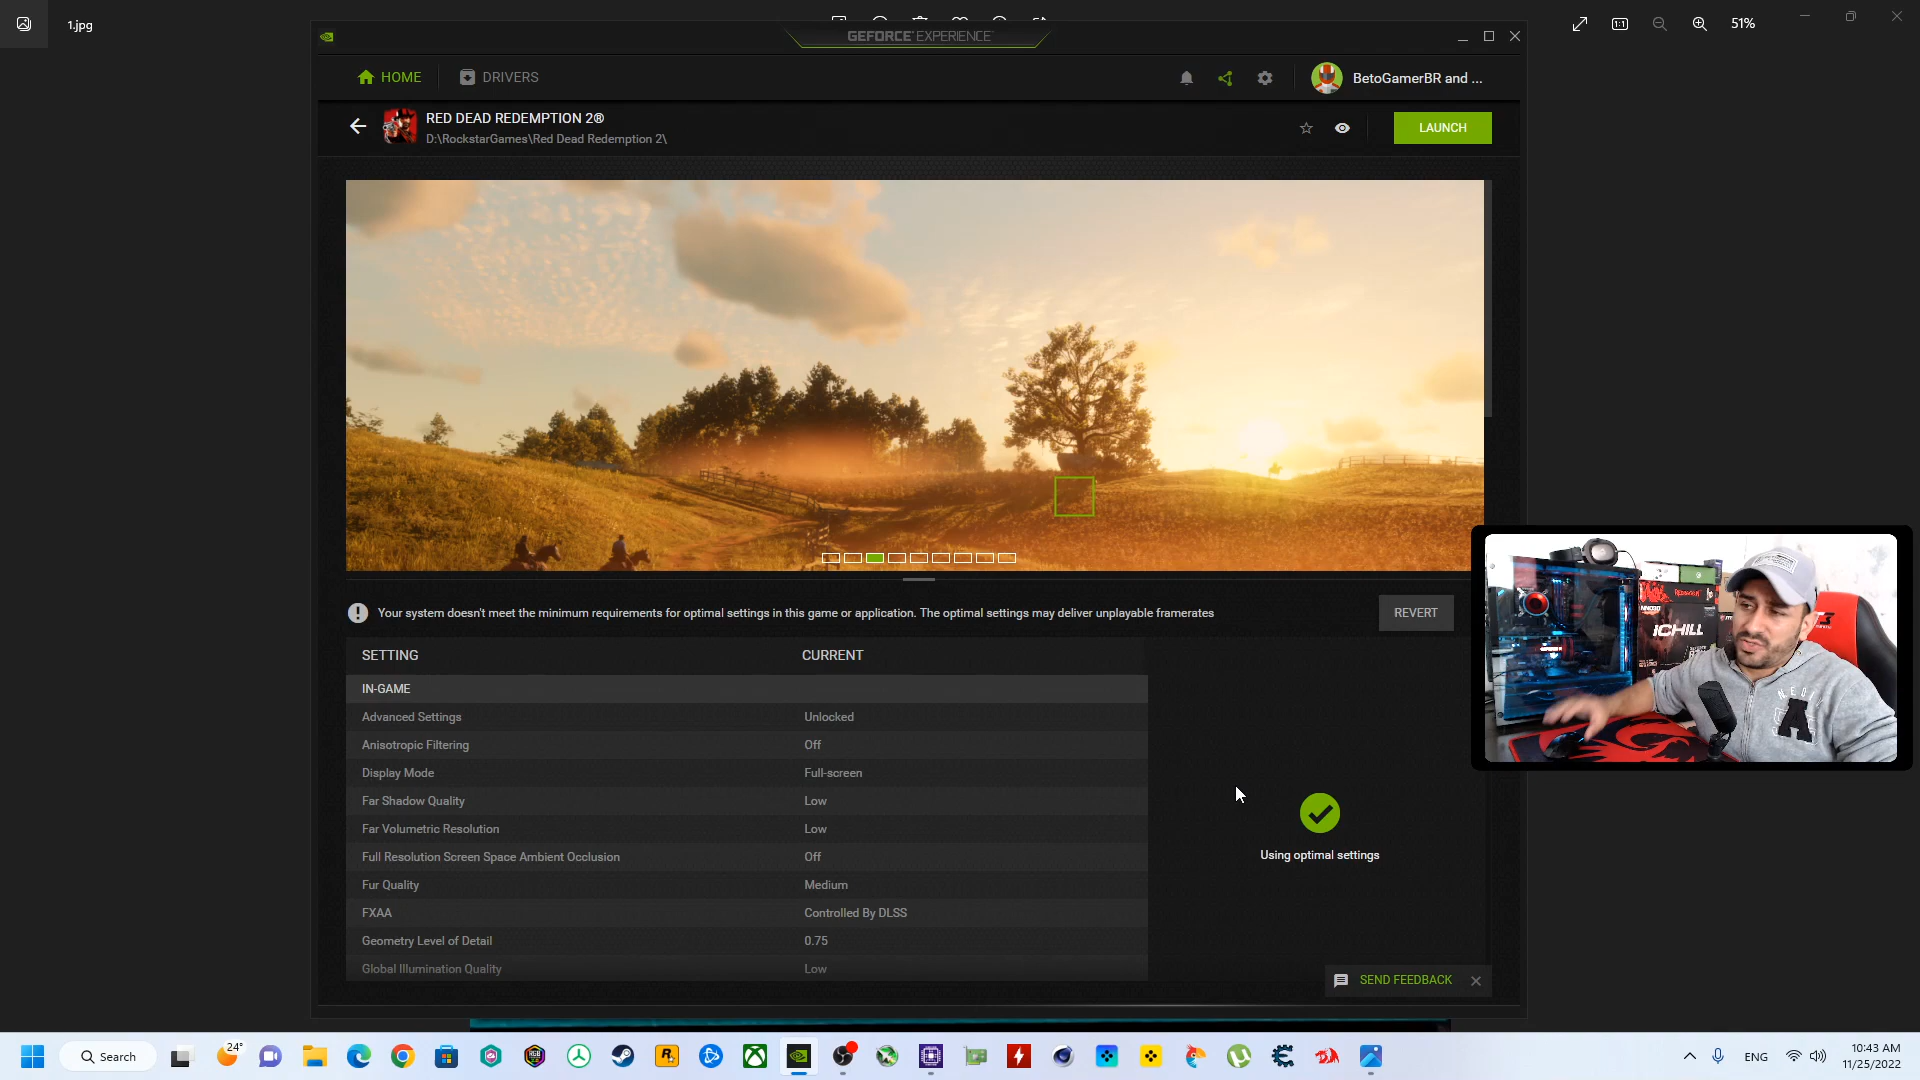 1.jpg
51%
GEFORCE EXPERIENCE
HOME
DRIVERS
BetoGamerBR and ...
RED DEAD REDEMPTION 2®
D:\RockstarGames\Red Dead Redemption 2\
LAUNCH
Your system doesn't meet the minimum requirements for optimal settings in this game or application. The optimal settings may deliver unplayable framerates
REVERT
SETTING CURRENT
IN-GAME
Advanced Settings Unlocked
Anisotropic Filtering Off
Display Mode Full-screen
Far Shadow Quality Low
Far Volumetric Resolution Low
Full Resolution Screen Space Ambient Occlusion Off
Fur Quality Medium
FXAA Controlled By DLSS
Geometry Level of Detail 0.75
Global Illumination Quality Low
Using optimal settings
SEND FEEDBACK
iCHILL
A
Search
24°
ENG
10:43 AM
11/25/2022